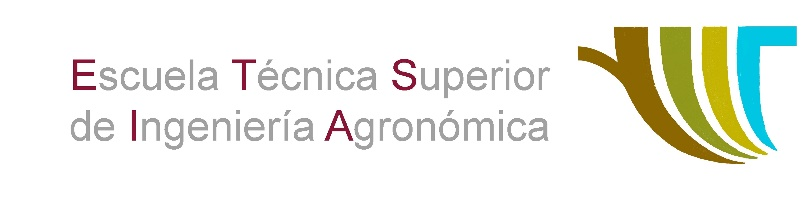 Escuela Técnica Superior
de Ingeniería Agronómica